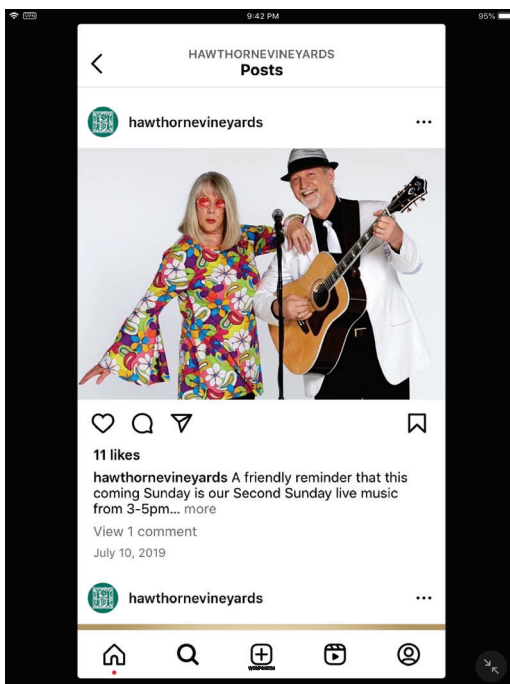 VPN 9:42 PM 95%
HAWTHORNEVINEYARDS
Posts
hawthornevineyards
11 likes
hawthornevineyards A friendly reminder that this
coming Sunday is our Second Sunday live music
from 3-5pm... more
View 1 comment
July 10, 2019
hawthornevineyards